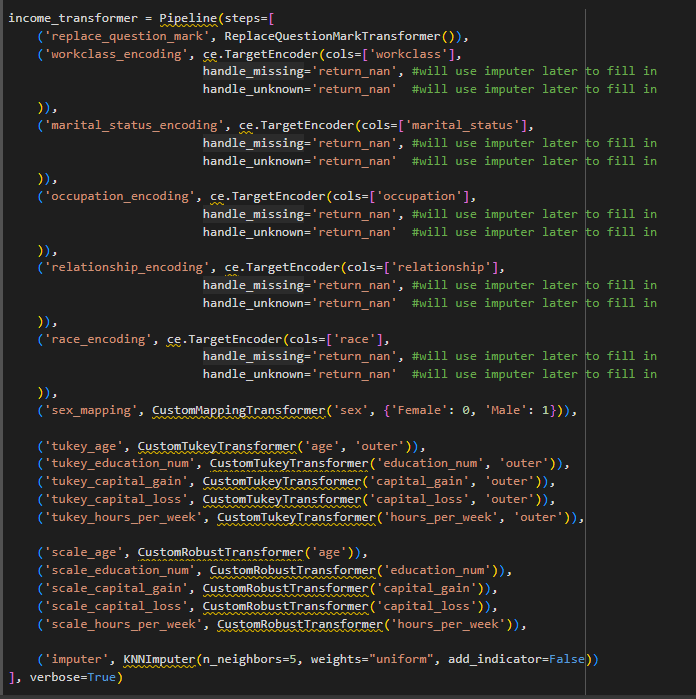 income_transformer = Pipeline(steps=[
    ('replace_question_mark', ReplaceQuestionMarkTransformer()),
    ('workclass_encoding', ce.TargetEncoder(cols=['workclass'],
                           handle_missing='return_nan', #will use imputer later to fill in
                           handle_unknown='return_nan'  #will use imputer later to fill in
    )),
    ('marital_status_encoding', ce.TargetEncoder(cols=['marital_status'],
                           handle_missing='return_nan', #will use imputer later to fill in
                           handle_unknown='return_nan'  #will use imputer later to fill in
    )),
    ('occupation_encoding', ce.TargetEncoder(cols=['occupation'],
                           handle_missing='return_nan', #will use imputer later to fill in
                           handle_unknown='return_nan'  #will use imputer later to fill in
    )),
    ('relationship_encoding', ce.TargetEncoder(cols=['relationship'],
                           handle_missing='return_nan', #will use imputer later to fill in
                           handle_unknown='return_nan'  #will use imputer later to fill in
    )),
    ('race_encoding', ce.TargetEncoder(cols=['race'],
                           handle_missing='return_nan', #will use imputer later to fill in
                           handle_unknown='return_nan'  #will use imputer later to fill in
    )),
    ('sex_mapping', CustomMappingTransformer('sex', {'Female': 0, 'Male': 1})),

    ('tukey_age', CustomTukeyTransformer('age', 'outer')),
    ('tukey_education_num', CustomTukeyTransformer('education_num', 'outer')),
    ('tukey_capital_gain', CustomTukeyTransformer('capital_gain', 'outer')),
    ('tukey_capital_loss', CustomTukeyTransformer('capital_loss', 'outer')),
    ('tukey_hours_per_week', CustomTukeyTransformer('hours_per_week', 'outer')),

    ('scale_age', CustomRobustTransformer('age')),
    ('scale_education_num', CustomRobustTransformer('education_num')),
    ('scale_capital_gain', CustomRobustTransformer('capital_gain')),
    ('scale_capital_loss', CustomRobustTransformer('capital_loss')),
    ('scale_hours_per_week', CustomRobustTransformer('hours_per_week')),

    ('imputer', KNNImputer(n_neighbors=5, weights="uniform", add_indicator=False))
], verbose=True)